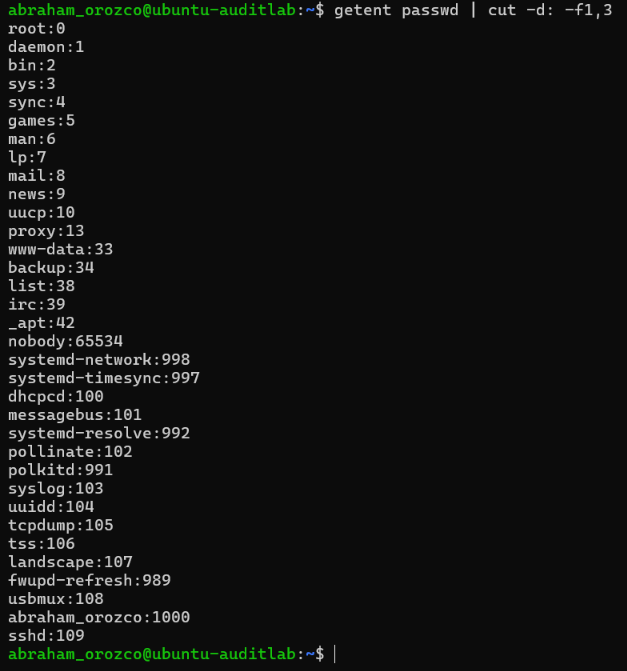 abraham_orozco@ubuntu-auditlab:~$ getent passwd | cut -d: -f1,3
root:0
daemon:1
bin:2
sys:3
sync:4
games:5
man:6
lp:7
mail:8
news:9
uucp:10
proxy:13
www-data:33
backup:34
list:38
irc:39
_apt:42
nobody:65534
systemd-network:998
systemd-timesync:997
dhcpcd:100
messagebus:101
systemd-resolve:992
pollinate:102
polkitd:991
syslog:103
uuidd:104
tcpdump:105
tss:106
landscape:107
fwupd-refresh:989
usbmux:108
abraham_orozco:1000
sshd:109
abraham_orozco@ubuntu-auditlab:~$